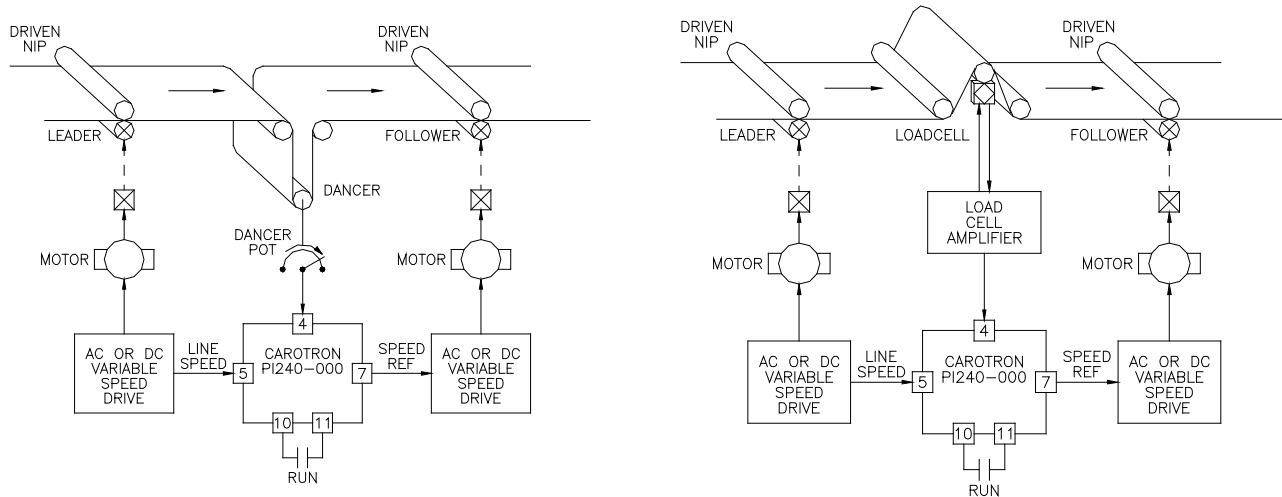 DRIVEN
NIP
LEADER
DRIVEN
NIP
FOLLOWER
DANCER
DANCER
POT
MOTOR
MOTOR
AC OR DC
VARIABLE
SPEED
DRIVE
LINE
SPEED
4
5
CAROTRON
PI240-000
7
10
11
RUN
SPEED
REF
AC OR DC
VARIABLE
SPEED
DRIVE
DRIVEN
NIP
LEADER
LOADCELL
DRIVEN
NIP
FOLLOWER
LOAD
CELL
AMPLIFIER
MOTOR
MOTOR
AC OR DC
VARIABLE
SPEED
DRIVE
LINE
SPEED
4
5
CAROTRON
PI240-000
7
10
11
RUN
SPEED
REF
AC OR DC
VARIABLE
SPEED
DRIVE